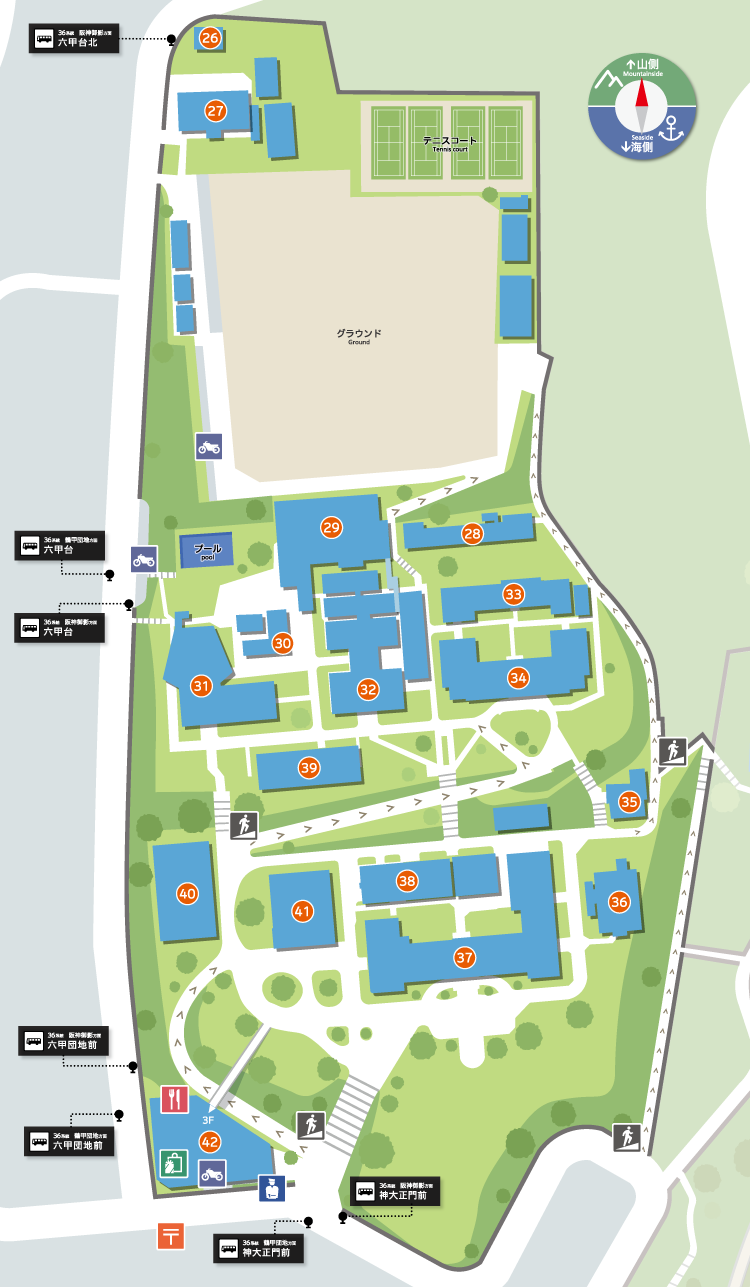 36系統 阪神御影方面
六甲台北
26
27
↑山側
Mountainside
Seaside
↓海側
テニスコート
Tennis court
グラウンド
Ground
36系統 鶴甲団地方面
六甲台
プール
pool
29
28
36系統 阪神御影方面
六甲台
33
30
31
32
34
39
35
40
41
38
36
37
36系統 阪神御影方面
六甲団地前
36系統 鶴甲団地方面
六甲団地前
3F
42
36系統 阪神御影方面
神大正門前
〒
36系統 鶴甲団地方面
神大正門前